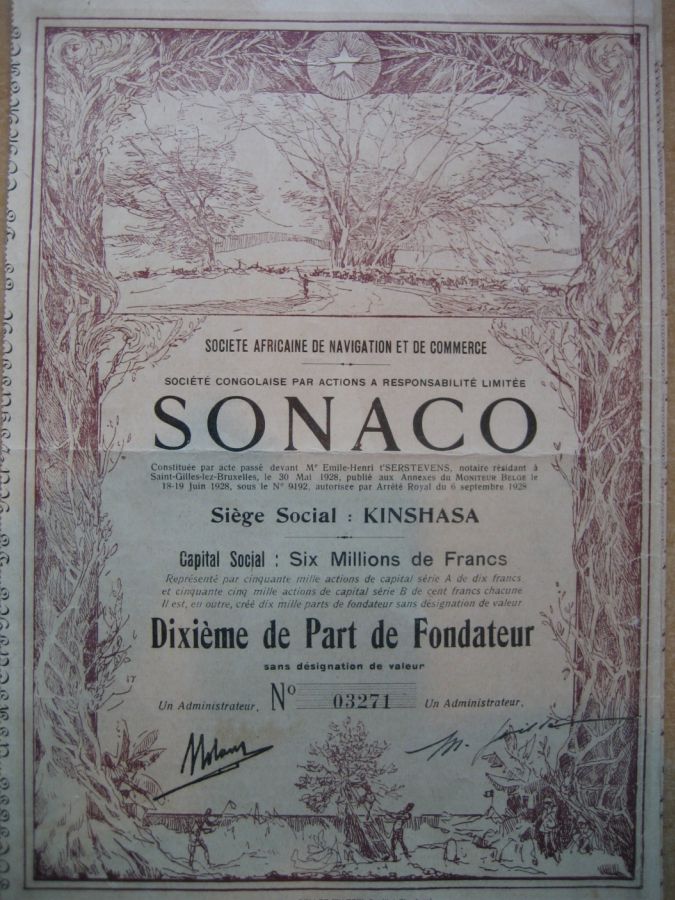 SOCIÉTÉ AFRICAINE DE NAVIGATION ET DE COMMERCE
SOCIÉTÉ CONGOLAISE PAR ACTIONS A RESPONSABILITÉ LIMITÉE
SONACO
Constituée par acte passé devant Me Emile-Henri t'SERSTEVENS, notaire résidant à
Saint-Gilles-lez-Bruxelles, le 30 Mai 1928, publié aux Annexes du MONITEUR BELGE le
18-19 Juin 1928, sous le No 9192, autorisée par Arrêté Royal du 6 septembre 1928
Siège Social : KINSHASA
Capital Social : Six Millions de Francs
Représenté par cinquante mille actions de capital série A de dix francs
et cinquante cinq mille actions de capital série B de cent francs chacune
Il est, en outre, créé dix mille parts de fondateur sans désignation de valeur
Dixième de Part de Fondateur
sans désignation de valeur
Un Administrateur, No 03271 Un Administrateur,